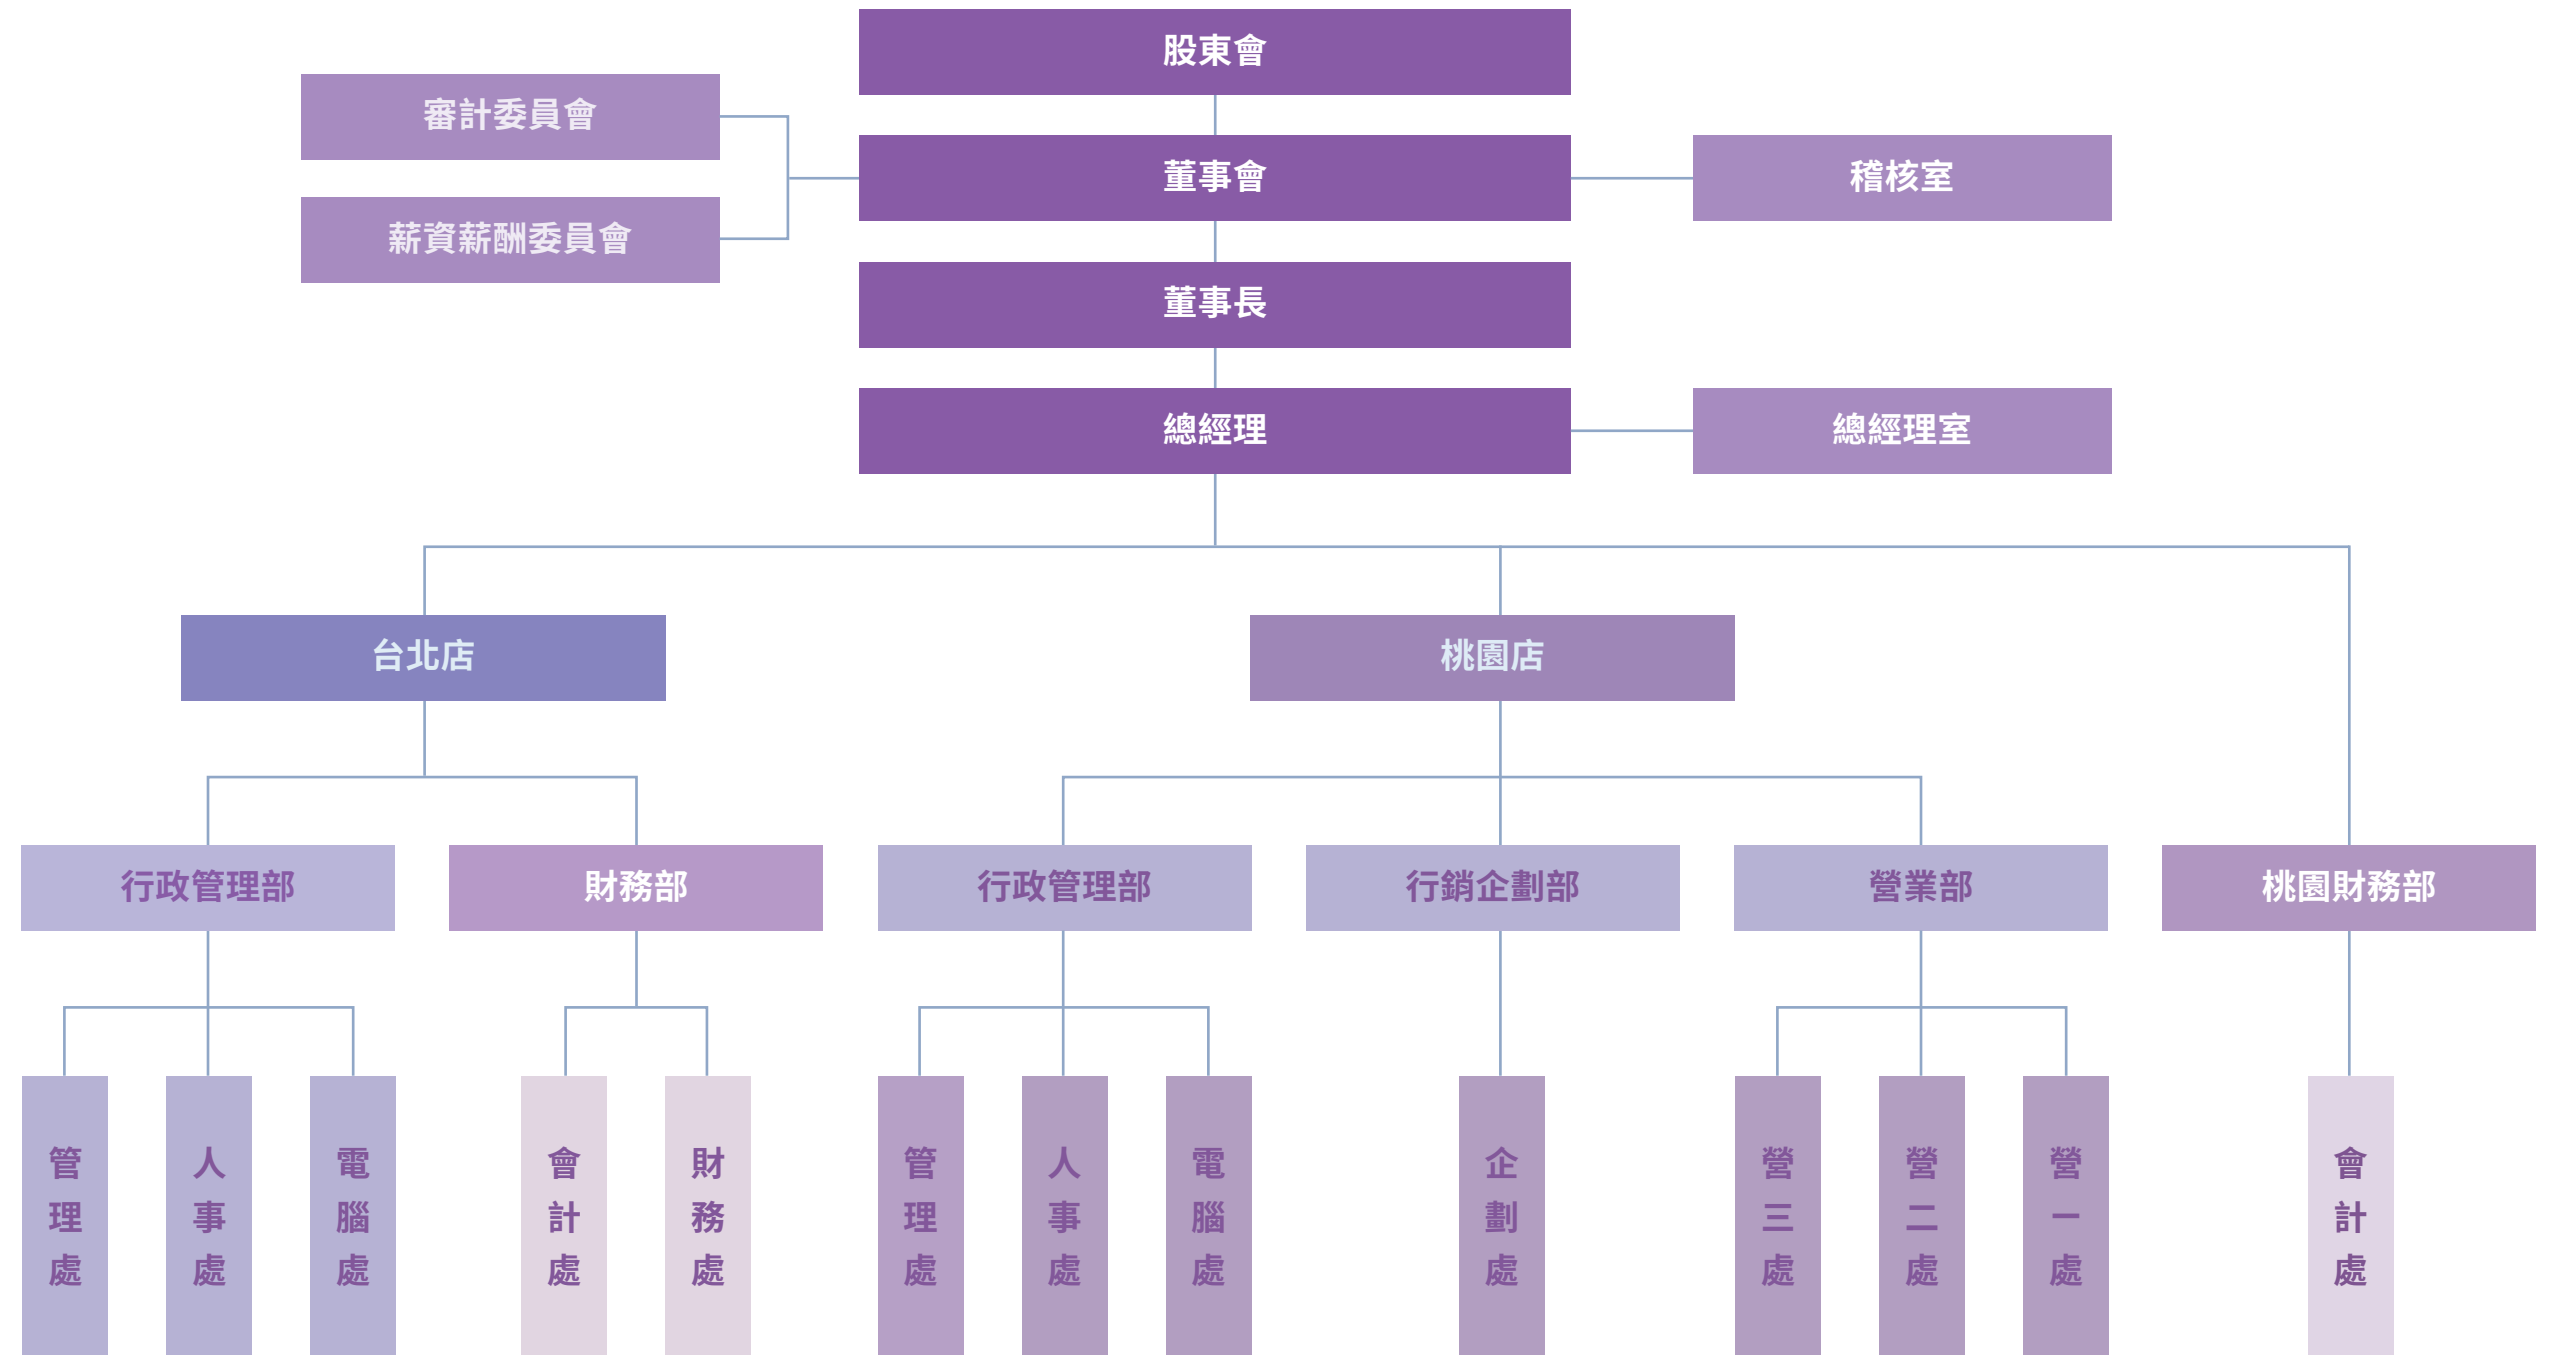 股東會
審計委員會
董事會
稽核室
薪資薪酬委員會
董事長
總經理
總經理室
台北店
桃園店
行政管理部
財務部
行政管理部
行銷企劃部
營業部
桃園財務部
管理處
人事處
電腦處
會計處
財務處
管理處
人事處
電腦處
企劃處
營三處
營二處
營一處
會計處